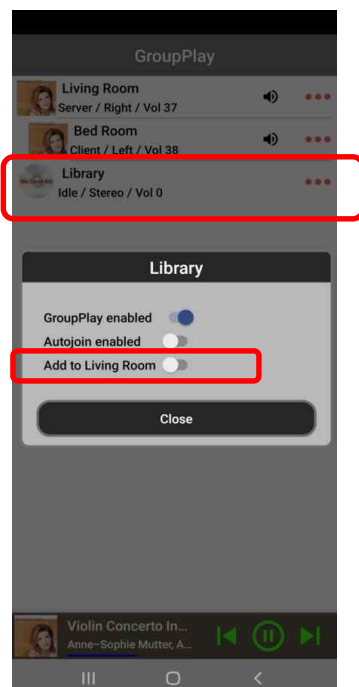 GroupPlay
Living Room
Server / Right / Vol 37
Bed Room
Client / Left / Vol 38
Library
Idle / Stereo / Vol 0
Library
GroupPlay enabled
Autojoin enabled
Add to Living Room
Close
Violin Concerto In...
Anne-Sophie Mutter, A...